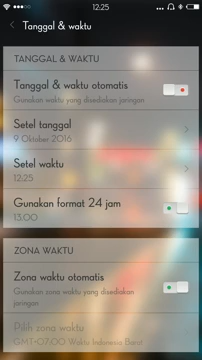 12.25
Tanggal & waktu
TANGGAL & WAKTU
Tanggal & waktu otomatis
Gunakan waktu yang disediakan jaringan
Setel tanggal
9 Oktober 2016
Setel waktu
12.25
Gunakan format 24 jam
13.00
ZONA WAKTU
Zona waktu otomatis
Gunakan zona waktu yang disediakan
jaringan
Pilih zona waktu
GMT+07.00 Waktu Indonesia Barat